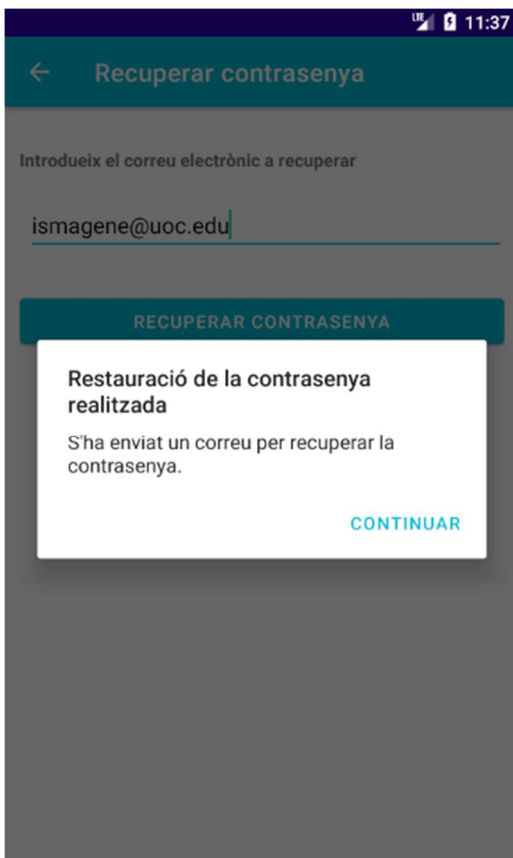 LTE 11:37
Recuperar contrasenya
Introdueix el correu electrònic a recuperar
ismagene@uoc.edu
RECUPERAR CONTRASENYA
Restauració de la contrasenya
realitzada
S'ha enviat un correu per recuperar la
contrasenya.
CONTINUAR